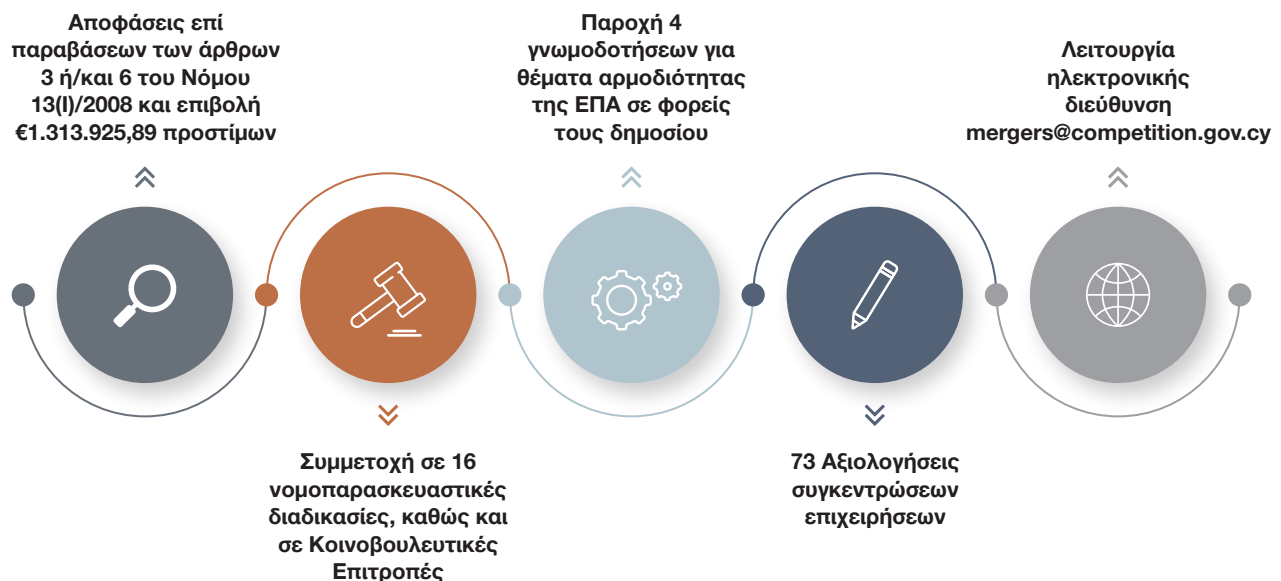 Αποφάσεις επί
παραβάσεων των άρθρων
3 ή/και 6 του Νόμου
13(Ι)/2008 και επιβολή
€1.313.925,89 προστίμων
Συμμετοχή σε 16
νομοπαρασκευαστικές
διαδικασίες, καθώς και
σε Κοινοβουλευτικές
Επιτροπές
Παροχή 4
γνωμοδοτήσεων για
θέματα αρμοδιότητας
της ΕΠΑ σε φορείς
τους δημοσίου
73 Αξιολογήσεις
συγκεντρώσεων
επιχειρήσεων
Λειτουργία
ηλεκτρονικής
διεύθυνση
mergers@competition.gov.cy